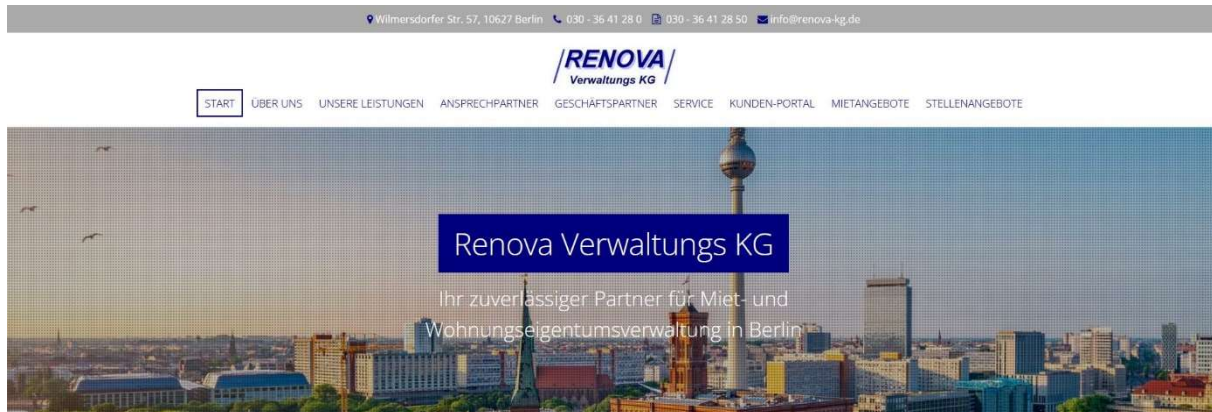 Wilmersdorfer Str. 57, 10627 Berlin 030 - 36 41 28 0 030 - 36 41 28 50 info@renova-kg.de
/RENOVA/
Verwaltungs KG
START ÜBER UNS UNSERE LEISTUNGEN ANSPRECHPARTNER GESCHÄFTSPARTNER SERVICE KUNDEN-PORTAL MIETANGEBOTE STELLENANGEBOTE
Renova Verwaltungs KG
Ihr zuverlässiger Partner für Miet- und
Wohnungseigentumsverwaltung in Berlin